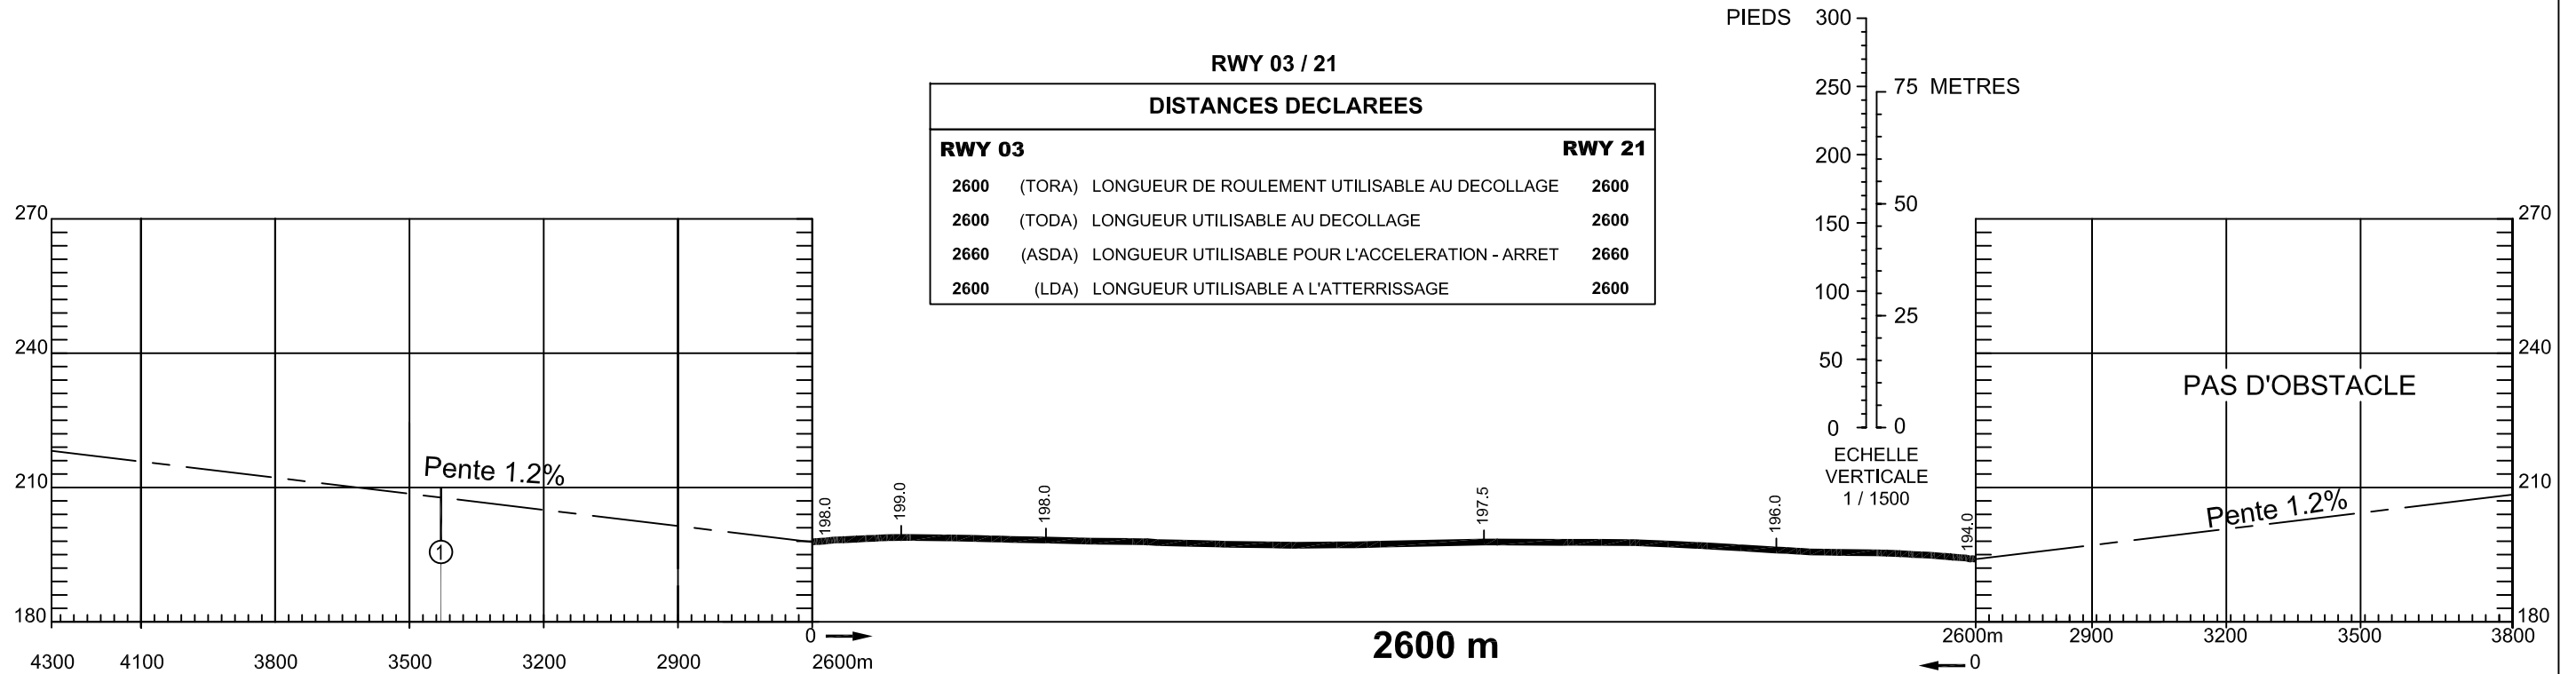 PIEDS 300
RWY 03 / 21
250 75 METRES
DISTANCES DECLAREES
RWY 03 RWY 21
200
2600 (TORA) LONGUEUR DE ROULEMENT UTILISABLE AU DECOLLAGE 2600
50
2600 (TODA) LONGUEUR UTILISABLE AU DECOLLAGE 2600
150
2660 (ASDA) LONGUEUR UTILISABLE POUR L'ACCELERATION - ARRET 2660
2600 (LDA) LONGUEUR UTILISABLE A L'ATTERRISSAGE 2600
100
25
50
0 0
ECHELLE
VERTICALE
1 / 1500
270
240
210
180
Pente 1.2%
1
198.0
199.0
198.0
197.5
196.0
194.0
270
240
210
180
PAS D'OBSTACLE
Pente 1.2%
0
2600 m
2600m 2900 3200 3500 3800
4300 4100 3800 3500 3200 2900 2600m
0